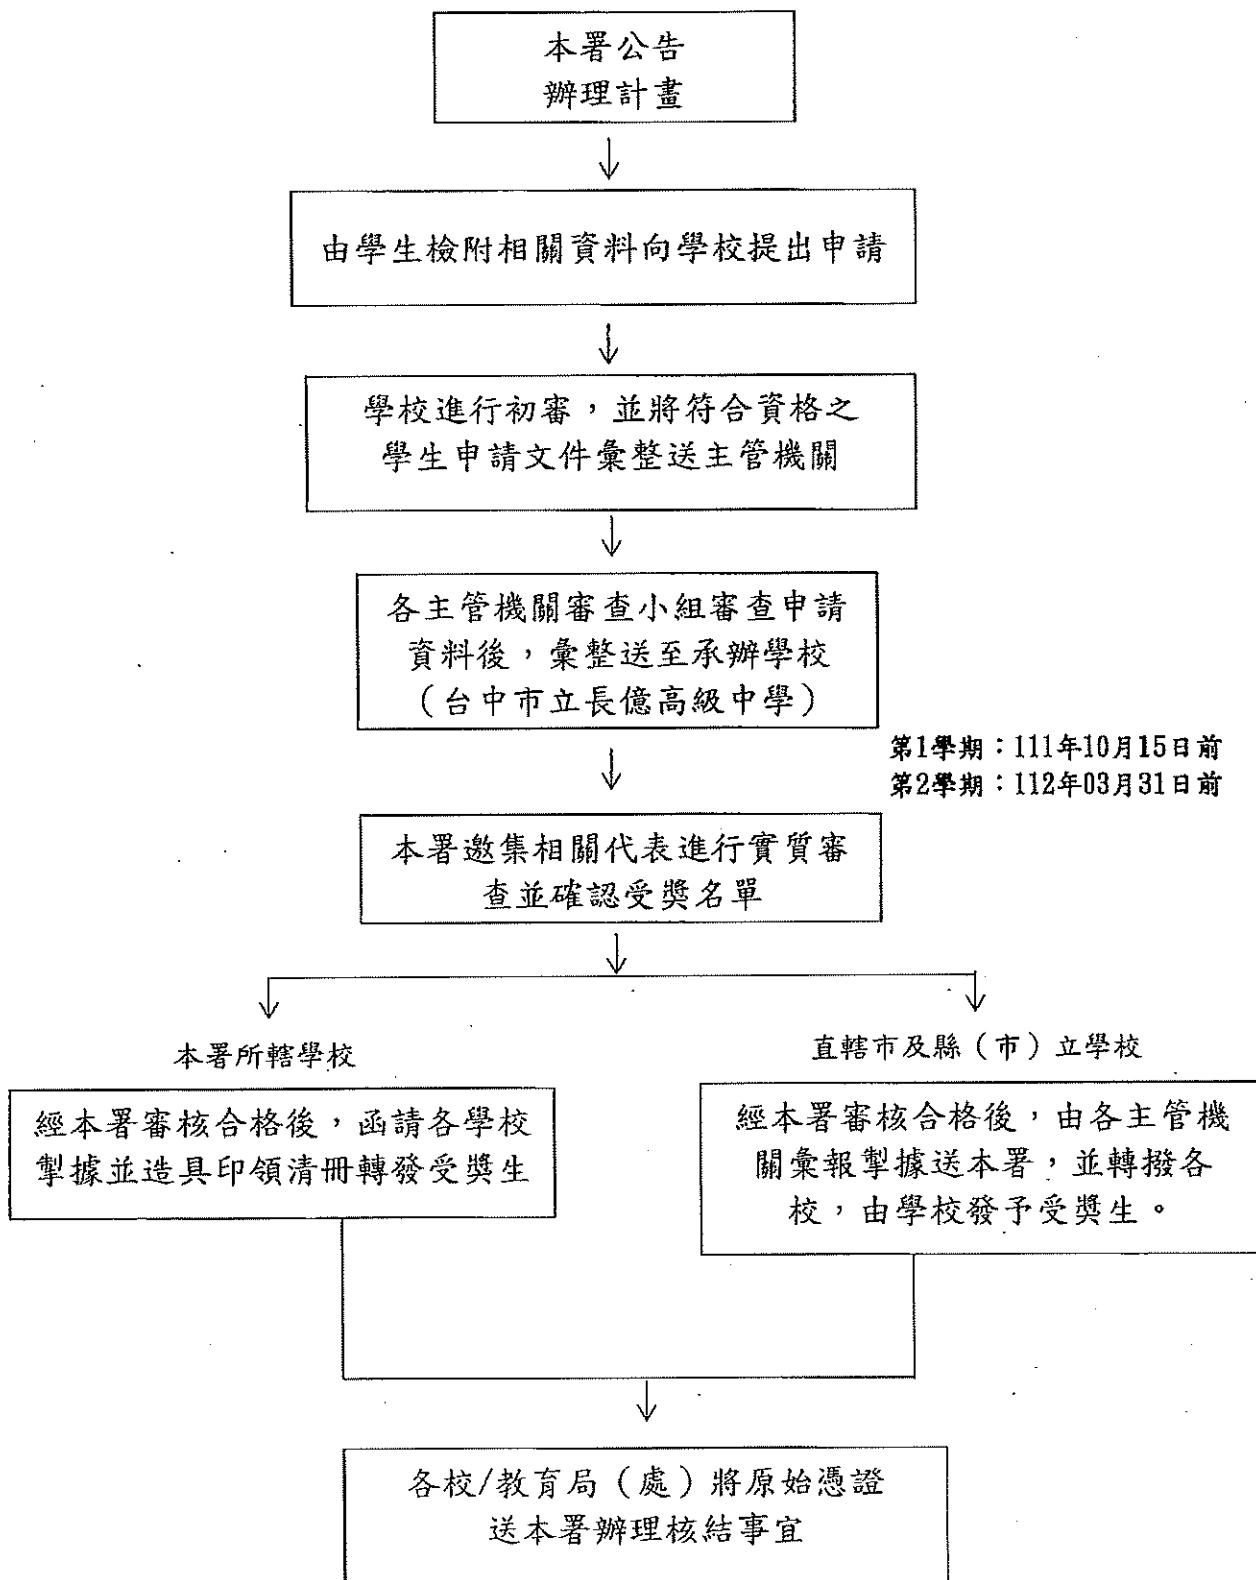 本署公告
辦理計畫
由學生檢附相關資料向學校提出申請
學校進行初審，並將符合資格之
學生申請文件彙整送主管機關
各主管機關審查小組審查申請
資料後，彙整送至承辦學校
（台中市立長億高級中學）
第1學期：111年10月15日前
第2學期：112年03月31日前
本署邀集相關代表進行實質審
查並確認受獎名單
本署所轄學校
經本署審核合格後，函請各學校
掣據並造具印領清冊轉發受獎生
直轄市及縣（市）立學校
經本署審核合格後，由各主管機
關彙報掣據送本署，並轉撥各
校，由學校發予受獎生。
各校/教育局（處）將原始憑證
送本署辦理核結事宜